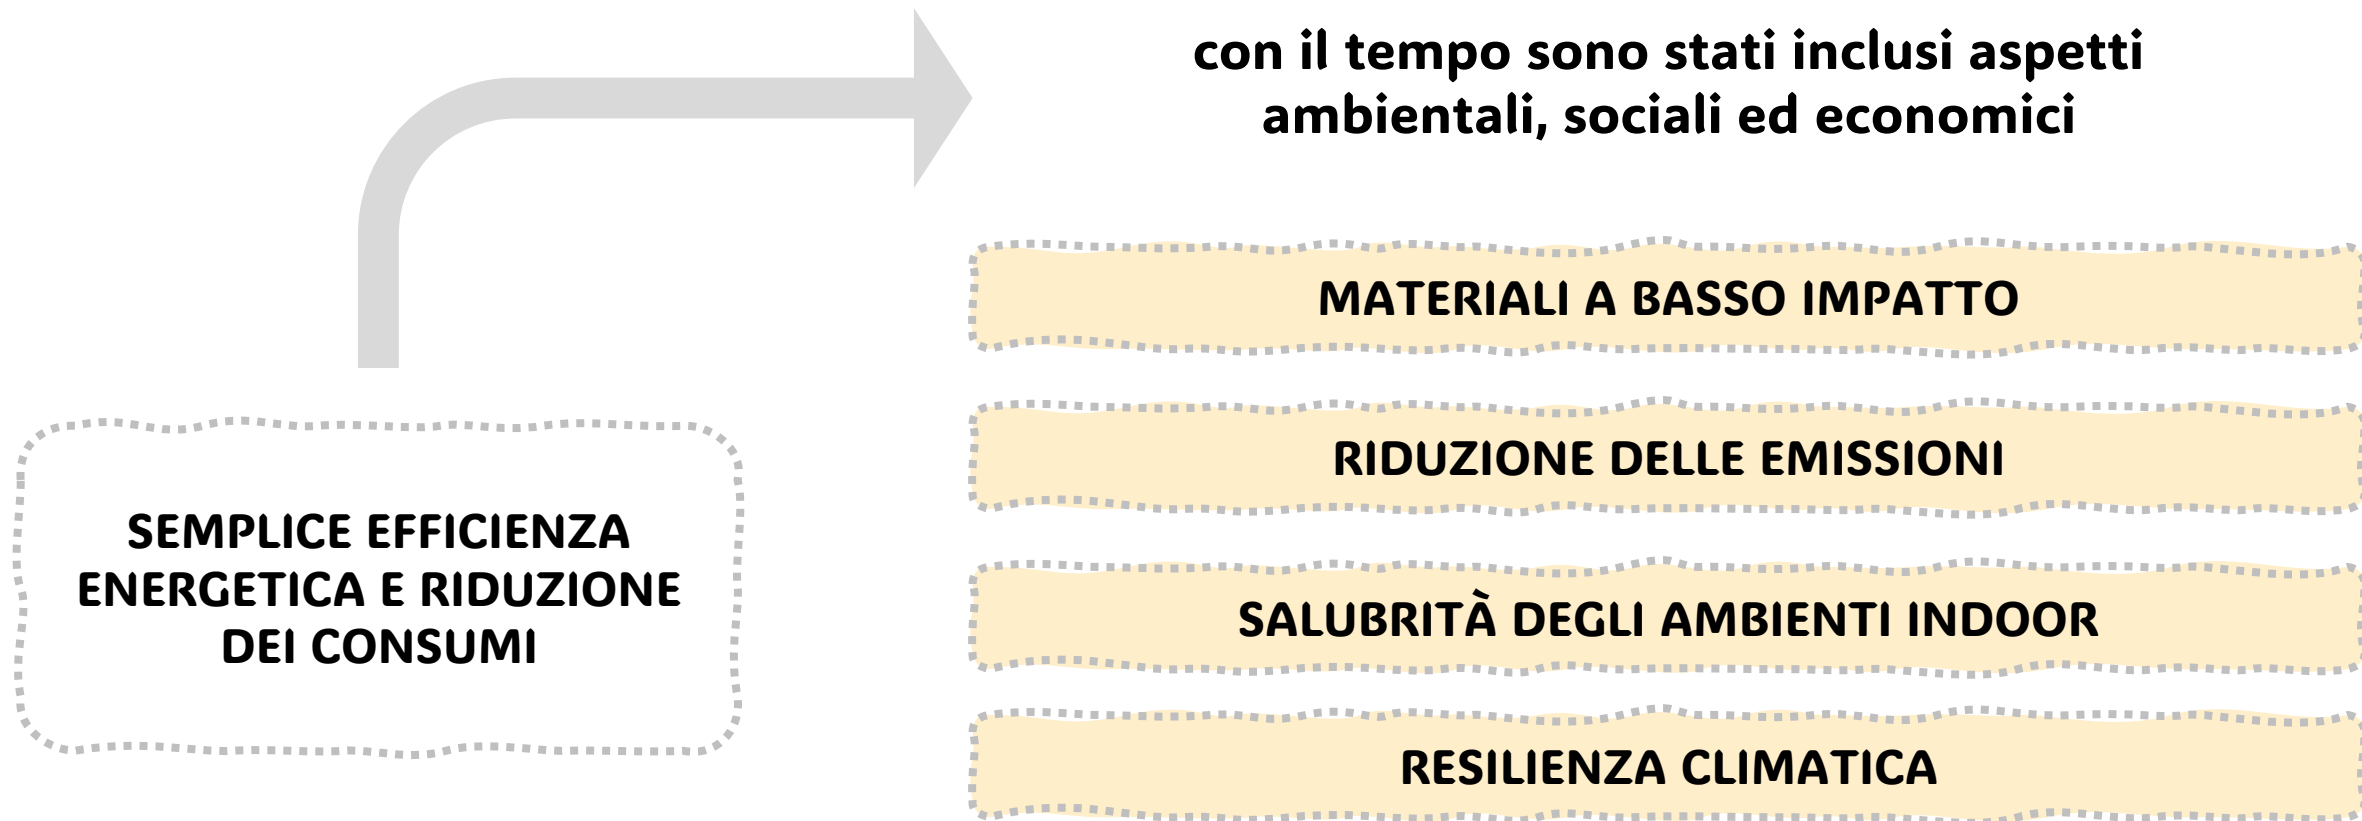 con il tempo sono stati inclusi aspetti
ambientali, sociali ed economici
SEMPLICE EFFICIENZA
ENERGETICA E RIDUZIONE
DEI CONSUMI
MATERIALI A BASSO IMPATTO
RIDUZIONE DELLE EMISSIONI
SALUBRITÀ DEGLI AMBIENTI INDOOR
RESILIENZA CLIMATICA